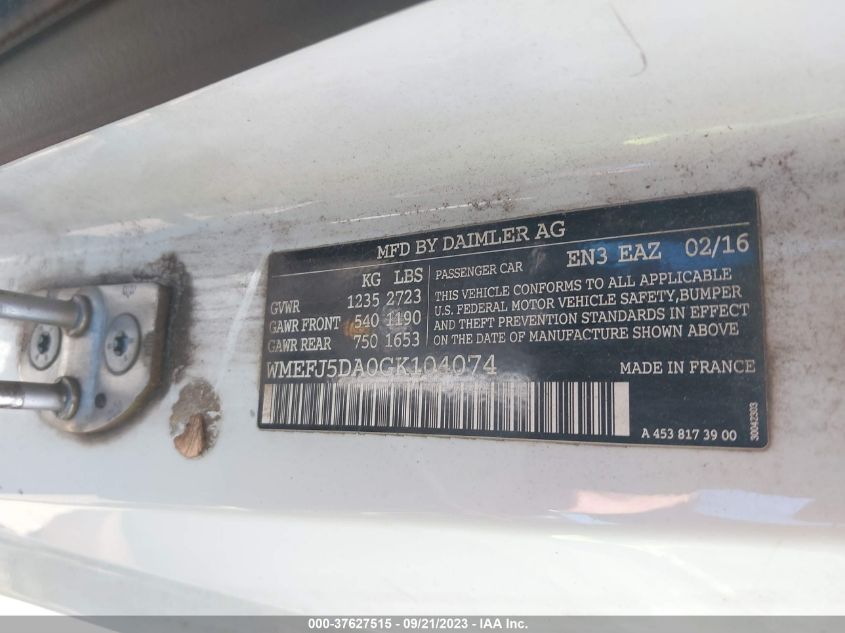 MFD BY DAIMLER AG
EN3 EAZ 02/16
KG LBS
GVWR 1235 2723
GAWR FRONT 540 1190
GAWR REAR 750 1653
PASSENGER CAR
THIS VEHICLE CONFORMS TO ALL APPLICABLE
U.S. FEDERAL MOTOR VEHICLE SAFETY,BUMPER
AND THEFT PREVENTION STANDARDS IN EFFECT
ON THE DATE OF MANUFACTURE SHOWN ABOVE
WMEFJ5DA0GK104074
MADE IN FRANCE
A 453 817 39 00
30042303
000-37627515 - 09/21/2023 - IAA Inc.